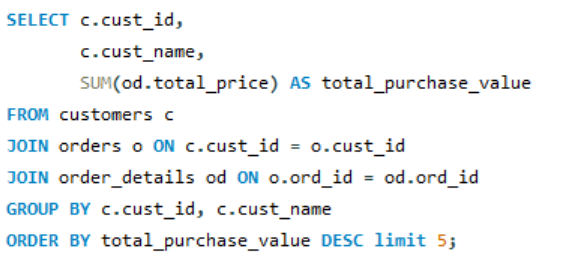 SELECT c.cust_id,
       c.cust_name,
       SUM(od.total_price) AS total_purchase_value
FROM customers c
JOIN orders o ON c.cust_id = o.cust_id
JOIN order_details od ON o.ord_id = od.ord_id
GROUP BY c.cust_id, c.cust_name
ORDER BY total_purchase_value DESC limit 5;